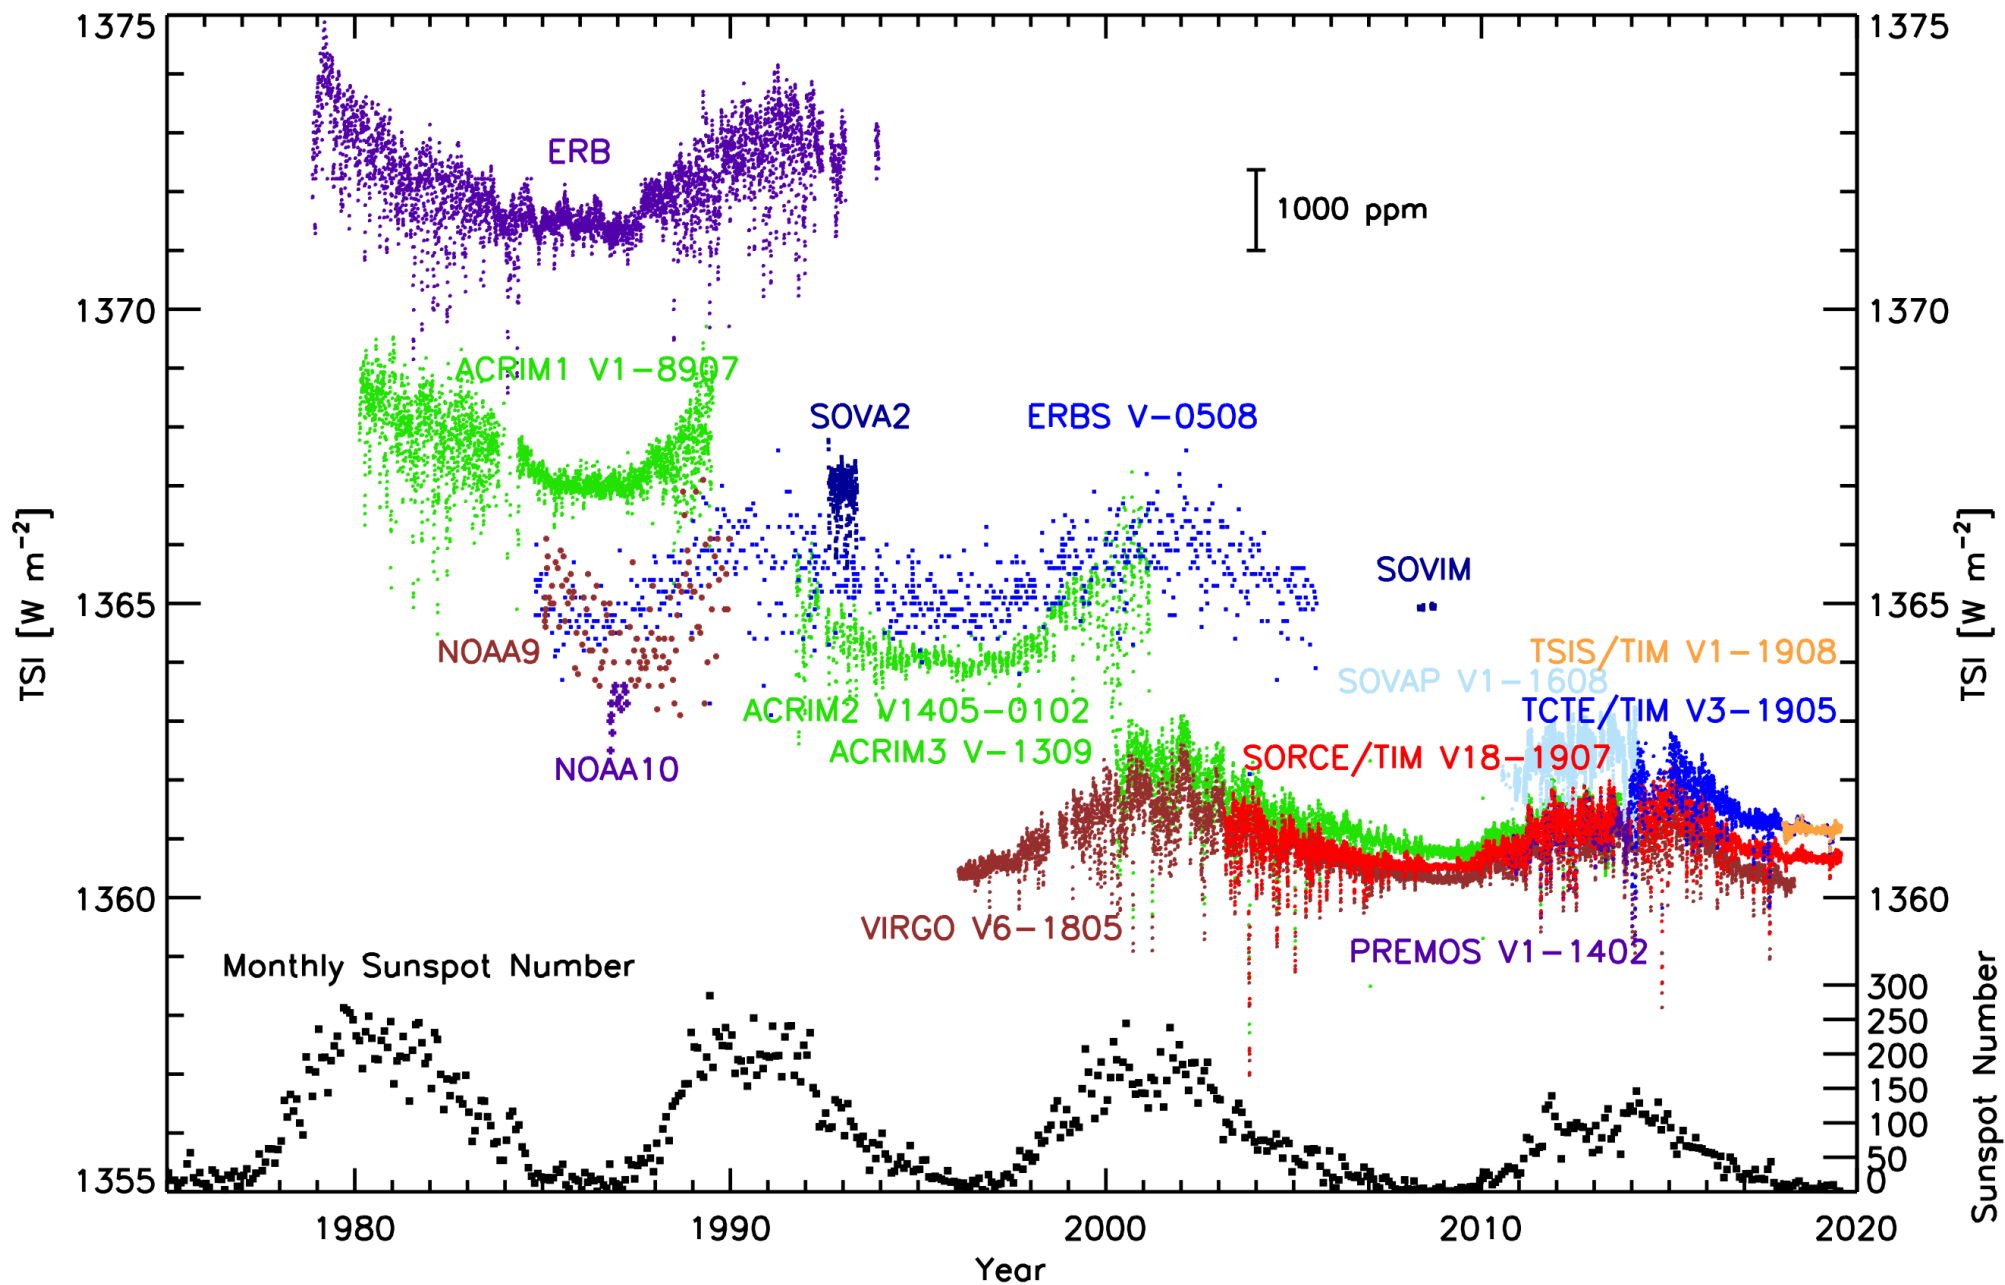 1375
1375
ERB
1000 ppm
1370
1370
ACRIM1 V1-8907
SOVA2
ERBS V-0508
TSI [W m⁻²]
TSI [W m⁻²]
SOVIM
1365
1365
NOAA9
TSIS/TIM V1-1908
SOVAP V1-1608
ACRIM2 V1405-0102
TCTE/TIM V3-1905
ACRIM3 V-1309
SORCE/TIM V18-1907
NOAA10
1360
1360
VIRGO V6-1805
PREMOS V1-1402
Monthly Sunspot Number
300
250
200
150
100
50
0
Sunspot Number
1355
1980
1990
2000
2010
2020
Year